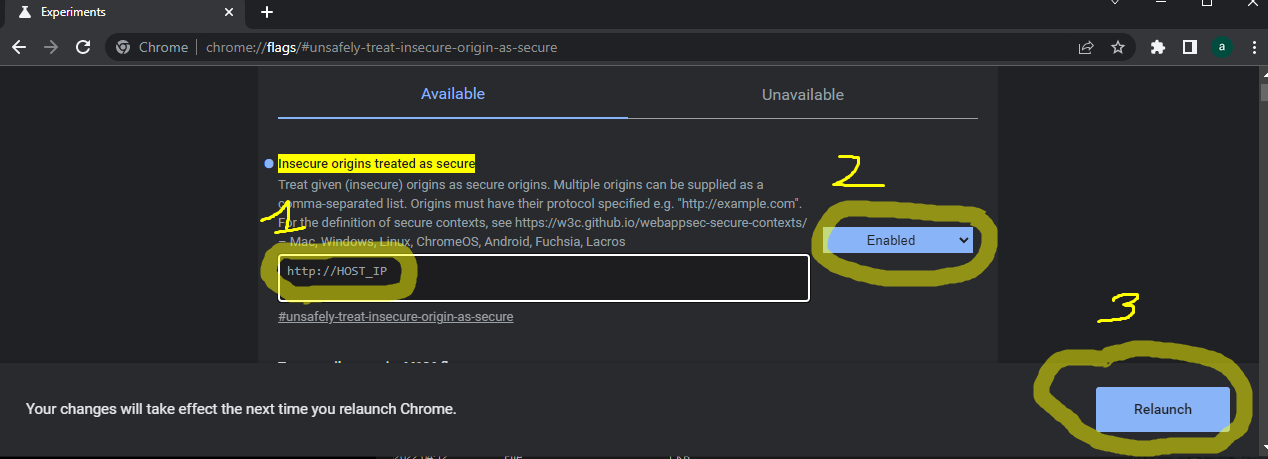 Experiments
Chrome chrome://flags/#unsafely-treat-insecure-origin-as-secure
a
Available
Unavailable
Insecure origins treated as secure
Treat given (insecure) origins as secure origins. Multiple origins can be supplied as a
comma-separated list. Origins must have their protocol specified e.g. "http://example.com".
For the definition of secure contexts, see https://w3c.github.io/webappsec-secure-contexts/
– Mac, Windows, Linux, ChromeOS, Android, Fuchsia, Lacros
1
http://HOST_IP
2
Enabled
#unsafely-treat-insecure-origin-as-secure
3
Your changes will take effect the next time you relaunch Chrome.
Relaunch